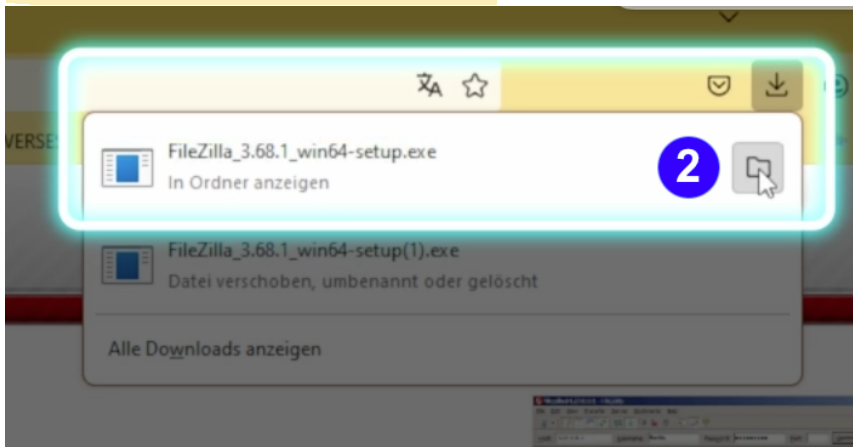 VERSE
FileZilla_3.68.1_win64-setup.exe
In Ordner anzeigen
2
FileZilla_3.68.1_win64-setup(1).exe
Datei verschoben, umbenannt oder gelöscht
Alle Downloads anzeigen